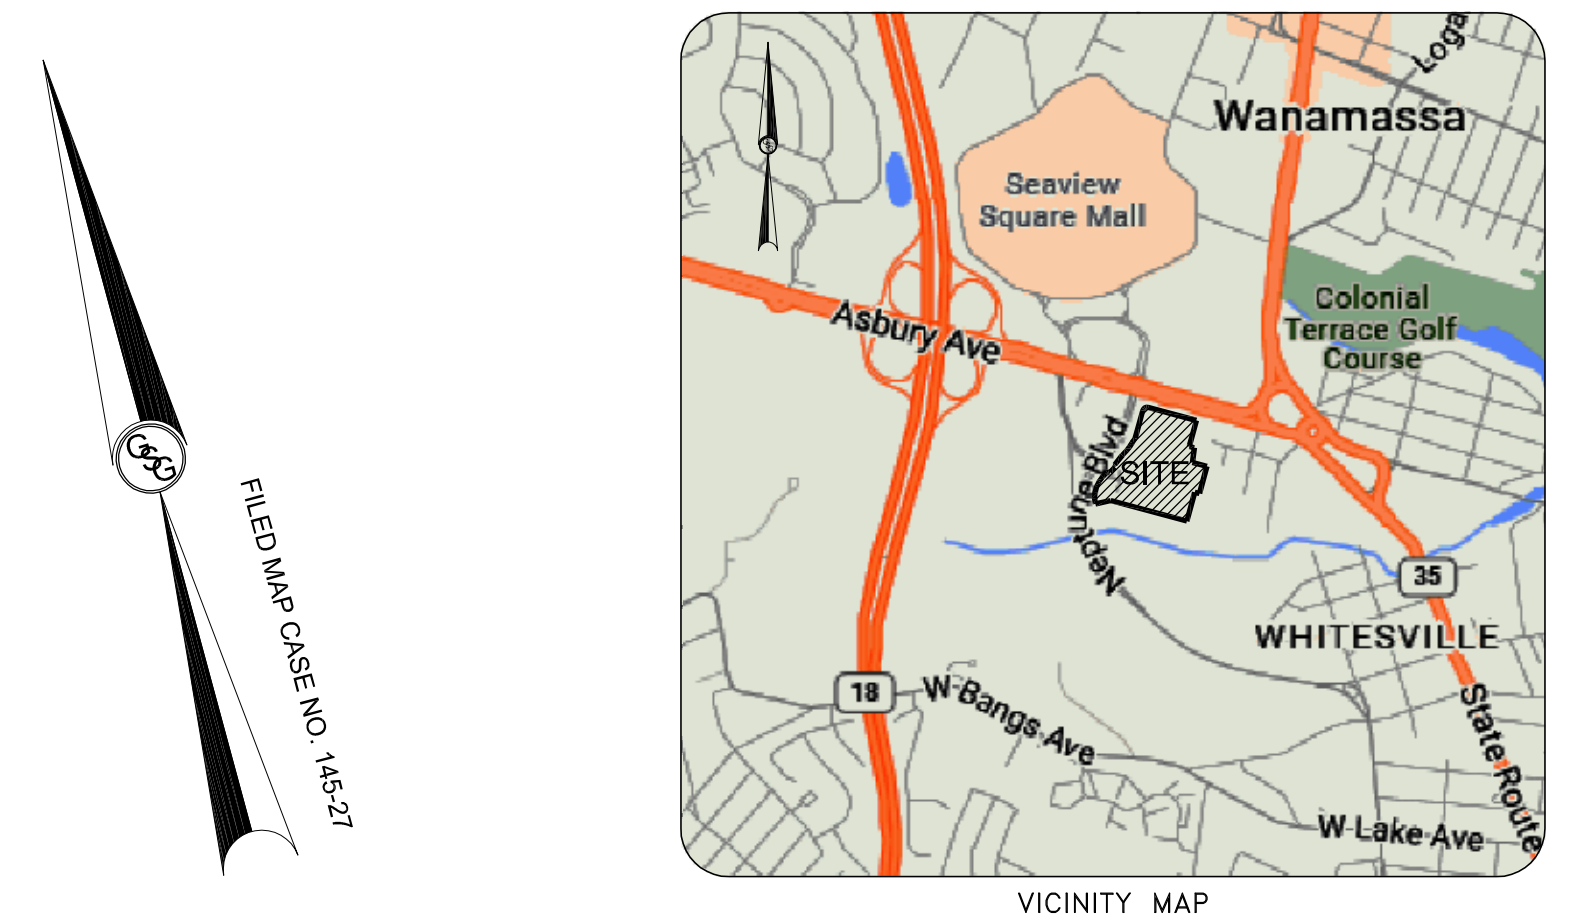 FILED MAP CASE NO. 145-27
Loga
Wanamassa
Seaview
Square Mall
Colonial
Terrace Golf
Course
Asbury Ave
Neptune Blvd
SITE
35
WHITESVILLE
18
W Bangs Ave
State Route
W Lake Ave
VICINITY MAP